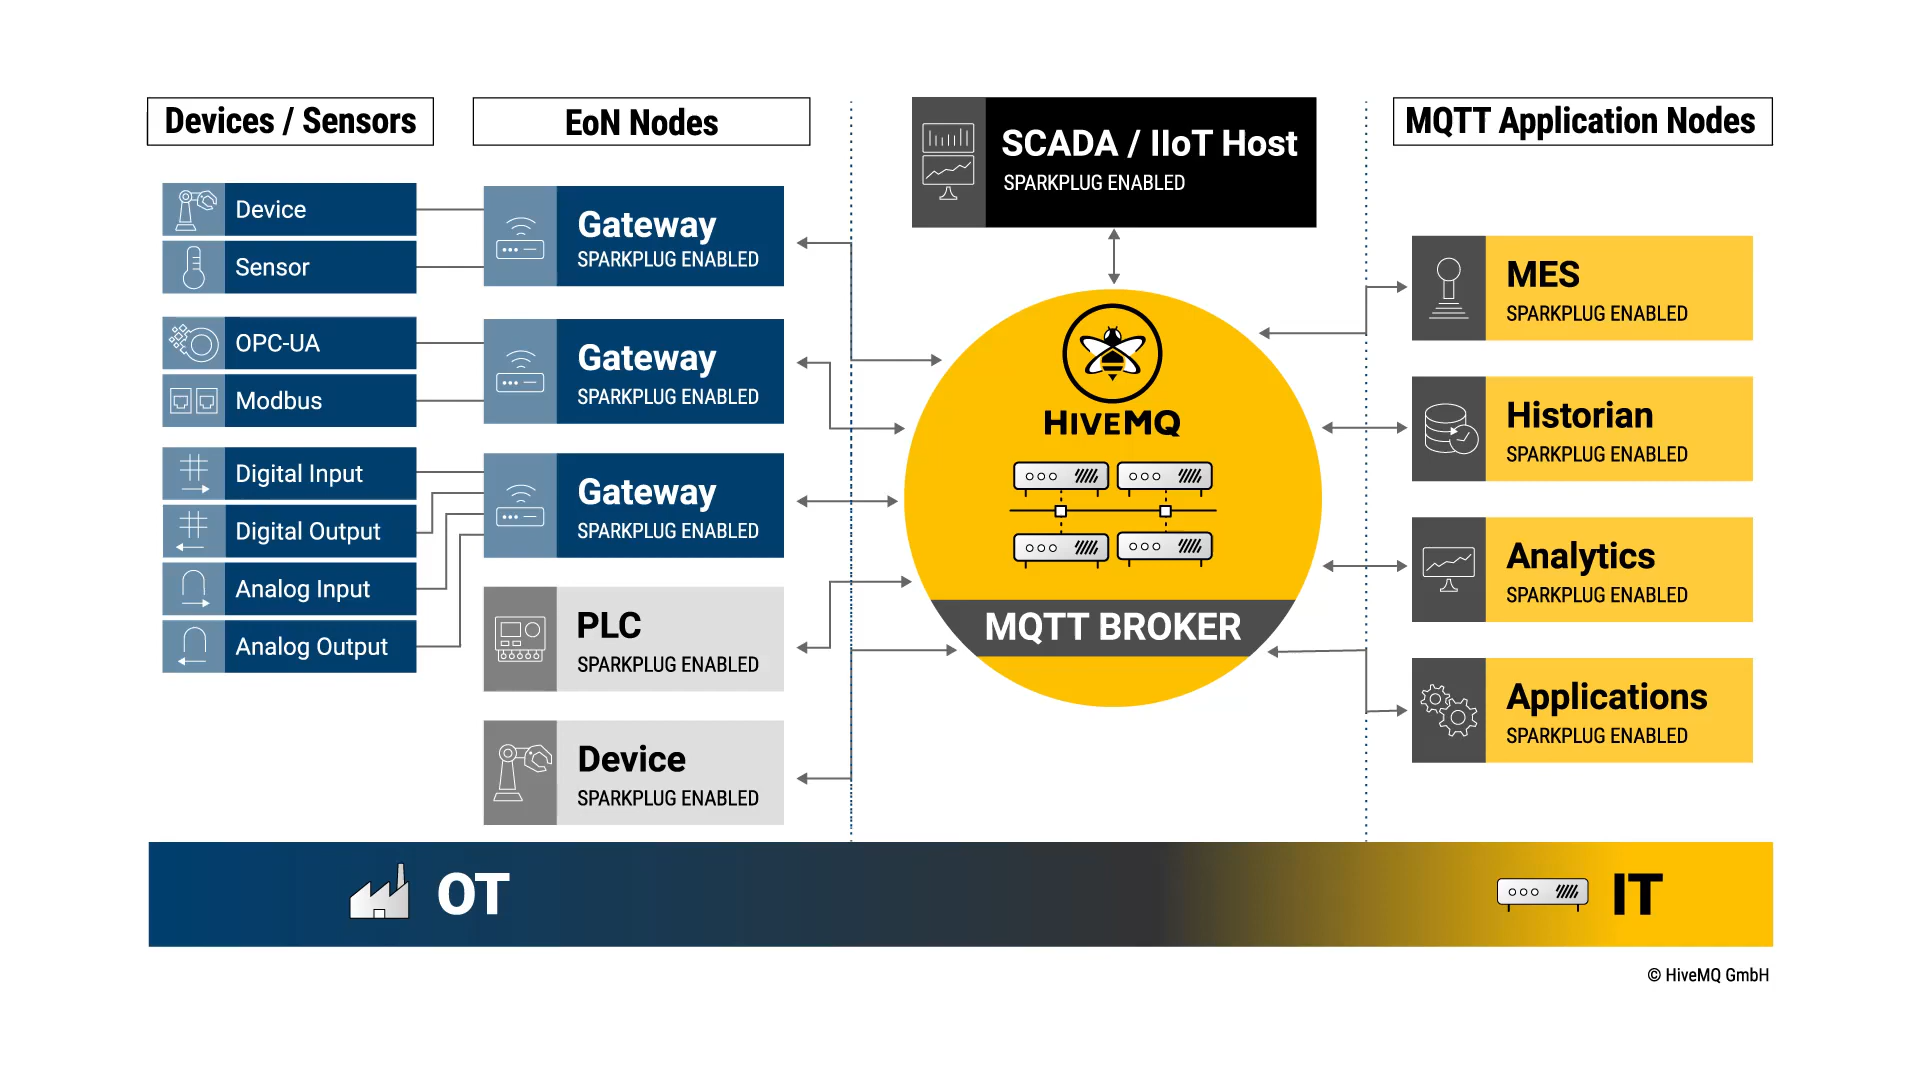 Devices / Sensors
EoN Nodes
SCADA / IIoT Host
SPARKPLUG ENABLED
MQTT Application Nodes
Device
Sensor
OPC-UA
Modbus
Digital Input
Digital Output
Analog Input
Analog Output
Gateway
SPARKPLUG ENABLED
Gateway
SPARKPLUG ENABLED
Gateway
SPARKPLUG ENABLED
PLC
SPARKPLUG ENABLED
Device
SPARKPLUG ENABLED
HIVEMQ
MQTT BROKER
MES
SPARKPLUG ENABLED
Historian
SPARKPLUG ENABLED
Analytics
SPARKPLUG ENABLED
Applications
SPARKPLUG ENABLED
OT
IT
© HiveMQ GmbH